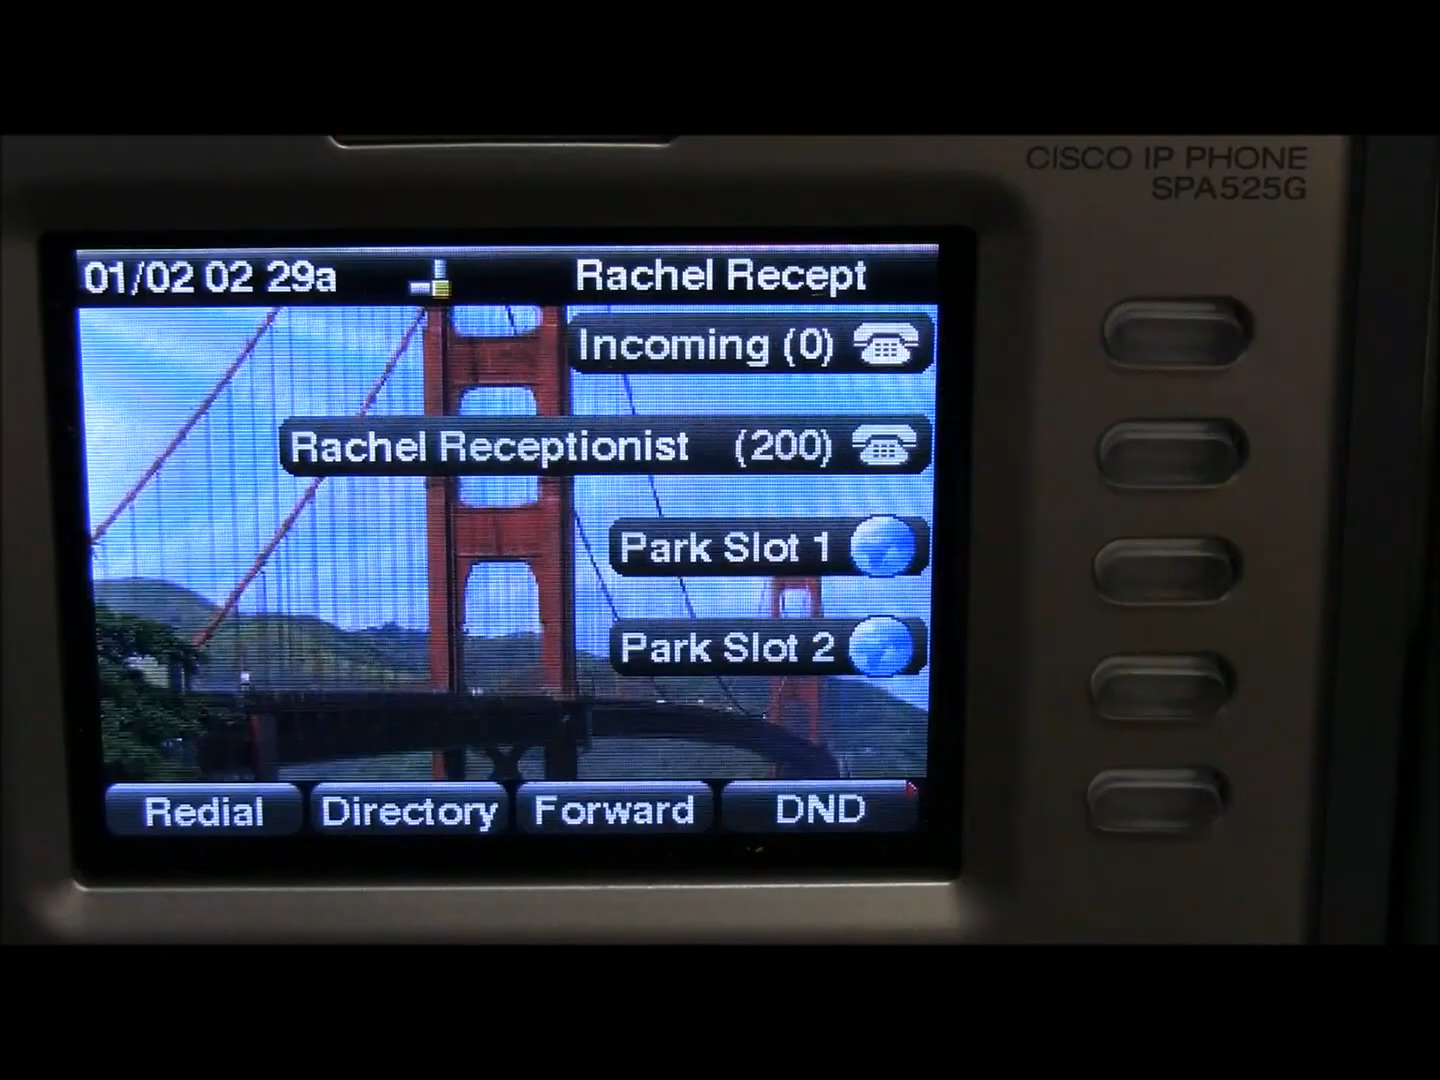 CISCO IP PHONE
SPA525G
01/02 02 29a
Rachel Recept
Incoming (0)
Rachel Receptionist (200)
Park Slot 1
Park Slot 2
Redial Directory Forward DND